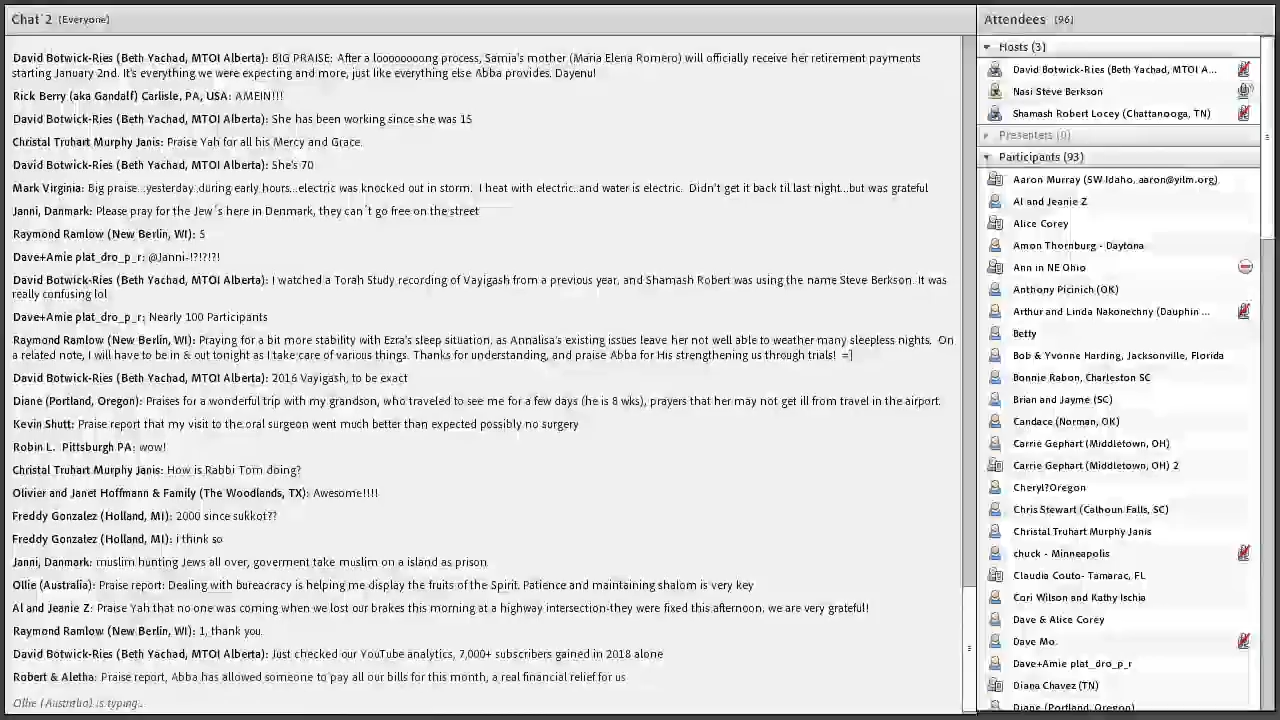 Chat 2 (Everyone)
David Botwick-Ries (Beth Yachad, MTOI Alberta): BIG PRAISE: After a looooooooong process, Samia's mother (Maria Elena Romero) will officially receive her retirement payments
starting January 2nd. It's everything we were expecting and more, just like everything else Abba provides. Dayenu!
Rick Berry (aka Gandalf) Carlisle, PA, USA: AMEIN!!!
David Botwick-Ries (Beth Yachad, MTOI Alberta): She has been working since she was 15
Christal Truhart Murphy Janis: Praise Yah for all his Mercy and Grace.
David Botwick-Ries (Beth Yachad, MTOI Alberta): She's 70
Mark Virginia: Big praise...yesterday during early hours...electric was knocked out in storm. I heat with electric..and water is electric. Didn't get it back til last night...but was grateful
Janni, Danmark: Please pray for the Jew´s here in Denmark, they can´t go free on the street
Raymond Ramlow (New Berlin, WI): 5
Dave+Amie plat_dro_p_r: @Janni-!?!?!?!
David Botwick-Ries (Beth Yachad, MTOI Alberta): I watched a Torah Study recording of Vayigash from a previous year, and Shamash Robert was using the name Steve Berkson. It was
really confusing lol
Dave+Amie plat_dro_p_r: Nearly 100 Participants
Raymond Ramlow (New Berlin, WI): Praying for a bit more stability with Ezra's sleep situation, as Annalisa's existing issues leave her not well able to weather many sleepless nights. On
a related note, I will have to be in & out tonight as I take care of various things. Thanks for understanding, and praise Abba for His strengthening us through trials! =]
David Botwick-Ries (Beth Yachad, MTOI Alberta): 2016 Vayigash, to be exact
Diane (Portland, Oregon): Praises for a wonderful trip with my grandson, who traveled to see me for a few days (he is 8 wks), prayers that her may not get ill from travel in the airport.
Kevin Shutt: Praise report that my visit to the oral surgeon went much better than expected possibly no surgery
Robin L. Pittsburgh PA: wow!
Christal Truhart Murphy Janis: How is Rabbi Tom doing?
Olivier and Janet Hoffmann & Family (The Woodlands, TX): Awesome!!!!
Freddy Gonzalez (Holland, MI): 2000 since sukkot??
Freddy Gonzalez (Holland, MI): i think so
Janni, Danmark: muslim hunting Jews all over, goverment take muslim on a island as prison
Ollie (Australia): Praise report: Dealing with bureacracy is helping me display the fruits of the Spirit. Patience and maintaining shalom is very key
Al and Jeanie Z: Praise Yah that no one was coming when we lost our brakes this morning at a highway intersection-they were fixed this afternoon. we are very grateful!
Raymond Ramlow (New Berlin, WI): 1, thank you.
David Botwick-Ries (Beth Yachad, MTOI Alberta): Just checked our YouTube analytics, 7,000+ subscribers gained in 2018 alone
Robert & Aletha: Praise report, Abba has allowed someone to pay all our bills for this month, a real financial relief for us
Ollie (Australia) is typing...
Attendees (96)
Hosts (3)
David Botwick-Ries (Beth Yachad, MTOI A...
Nasi Steve Berkson
Shamash Robert Locey (Chattanooga, TN)
Presenters (0)
Participants (93)
Aaron Murray (SW Idaho, aaron@yilm.org)
Al and Jeanie Z
Alice Corey
Amon Thornburg - Daytona
Ann in NE Ohio
Anthony Picinich (OK)
Arthur and Linda Nakonechny (Dauphin ...
Betty
Bob & Yvonne Harding, Jacksonville, Florida
Bonnie Rabon, Charleston SC
Brian and Jayme (SC)
Candace (Norman, OK)
Carrie Gephart (Middletown, OH)
Carrie Gephart (Middletown, OH) 2
Cheryl?Oregon
Chris Stewart (Calhoun Falls, SC)
Christal Truhart Murphy Janis
chuck - Minneapolis
Claudia Couto- Tamarac, FL
Cori Wilson and Kathy Ischia
Dave & Alice Corey
Dave Mo.
Dave+Amie plat_dro_p_r
Diana Chavez (TN)
Diane (Portland, Oregon)